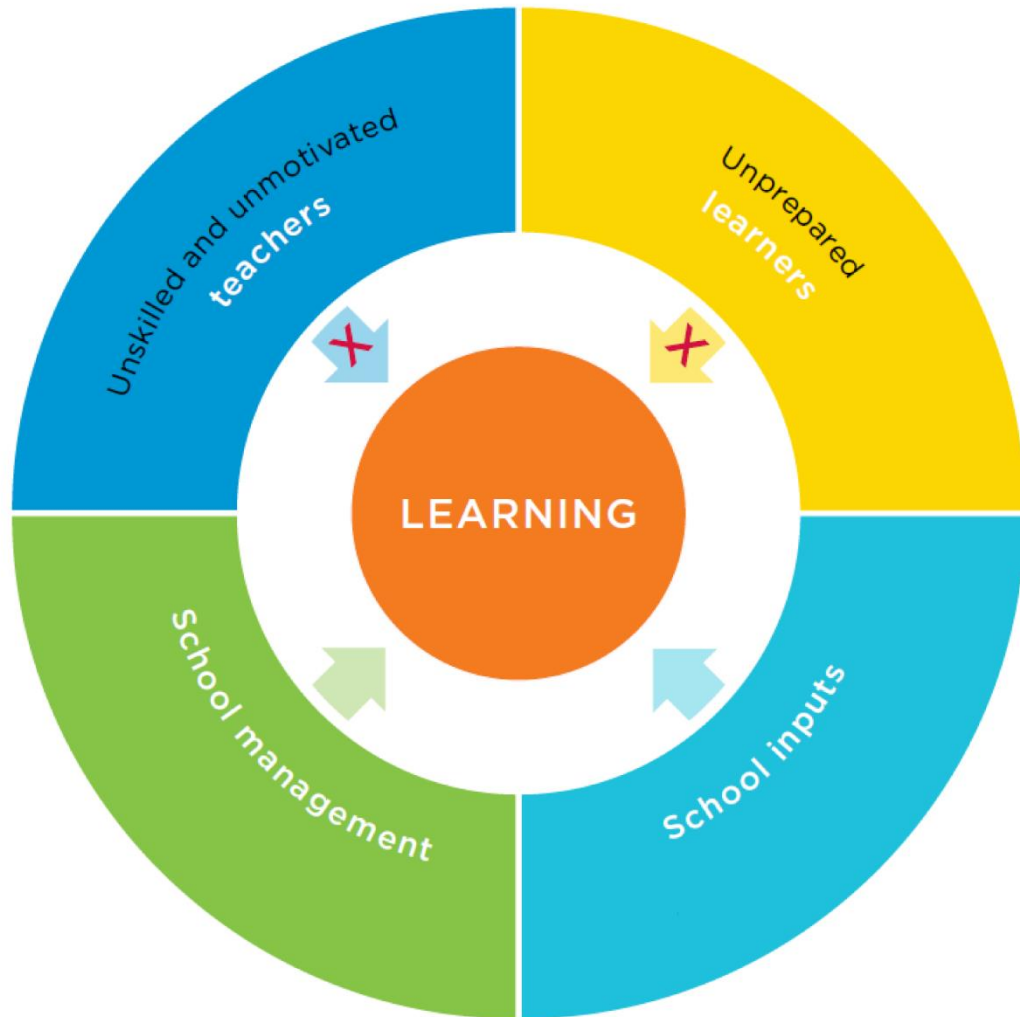 Unskilled and unmotivated
teachers
Unprepared
learners
X
X
LEARNING
School management
School inputs